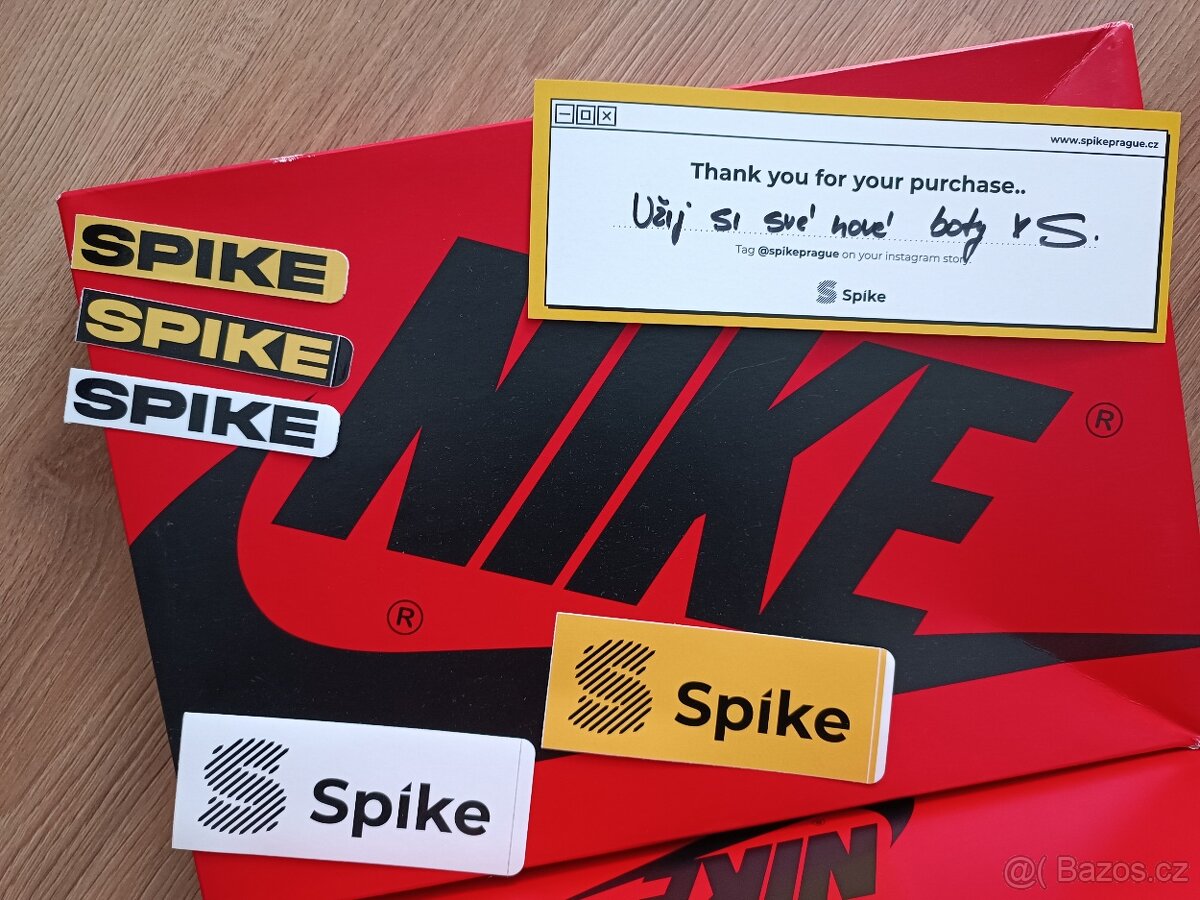 www.spikeprague.cz
Thank you for your purchase..
Užij si své nové boty
S.
Tag @spikeprague on your instagram story.
Spike
SPIKE
SPIKE
SPIKE
NIKE
®
®
Spike
Spike
NIKE
@( Bazos.cz